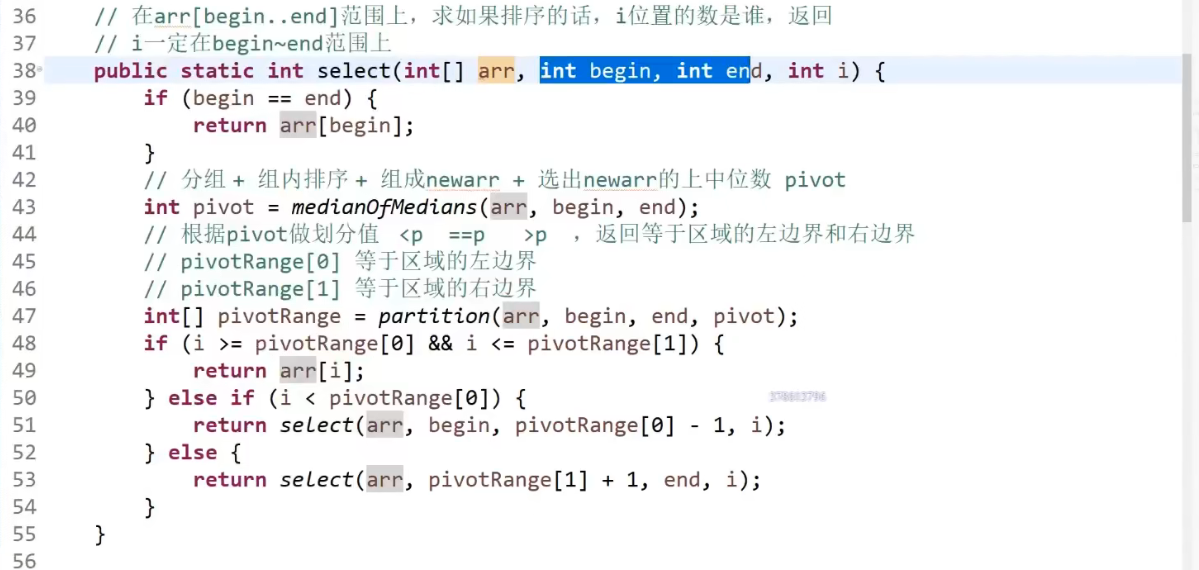 36 // 在arr[begin..end]范围上，求如果排序的话，i位置的数是谁，返回
37 // i一定在begin~end范围上
38 public static int select(int[] arr, int begin, int end, int i) {
39 if (begin == end) {
40 return arr[begin];
41 }
42 // 分组 + 组内排序 + 组成newarr + 选出newarr的上中位数 pivot
43 int pivot = medianOfMedians(arr, begin, end);
44 // 根据pivot做划分值 <p ==p >p ，返回等于区域的左边界和右边界
45 // pivotRange[0] 等于区域的左边界
46 // pivotRange[1] 等于区域的右边界
47 int[] pivotRange = partition(arr, begin, end, pivot);
48 if (i >= pivotRange[0] && i <= pivotRange[1]) {
49 return arr[i];
50 } else if (i < pivotRange[0]) {
51 return select(arr, begin, pivotRange[0] - 1, i);
52 } else {
53 return select(arr, pivotRange[1] + 1, end, i);
54 }
55 }
56